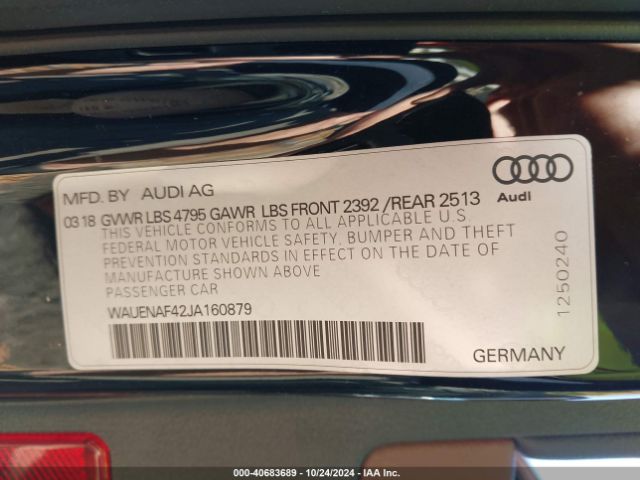 MFD. BY AUDI AG
Audi
03 18 GVWR LBS 4795 GAWR LBS FRONT 2392 /REAR 2513
THIS VEHICLE CONFORMS TO ALL APPLICABLE U.S.
FEDERAL MOTOR VEHICLE SAFETY, BUMPER AND THEFT
PREVENTION STANDARDS IN EFFECT ON THE DATE OF
MANUFACTURE SHOWN ABOVE
PASSENGER CAR
WAUENAF42JA160879
1250240
GERMANY
000-40683689 - 10/24/2024 - IAA Inc.